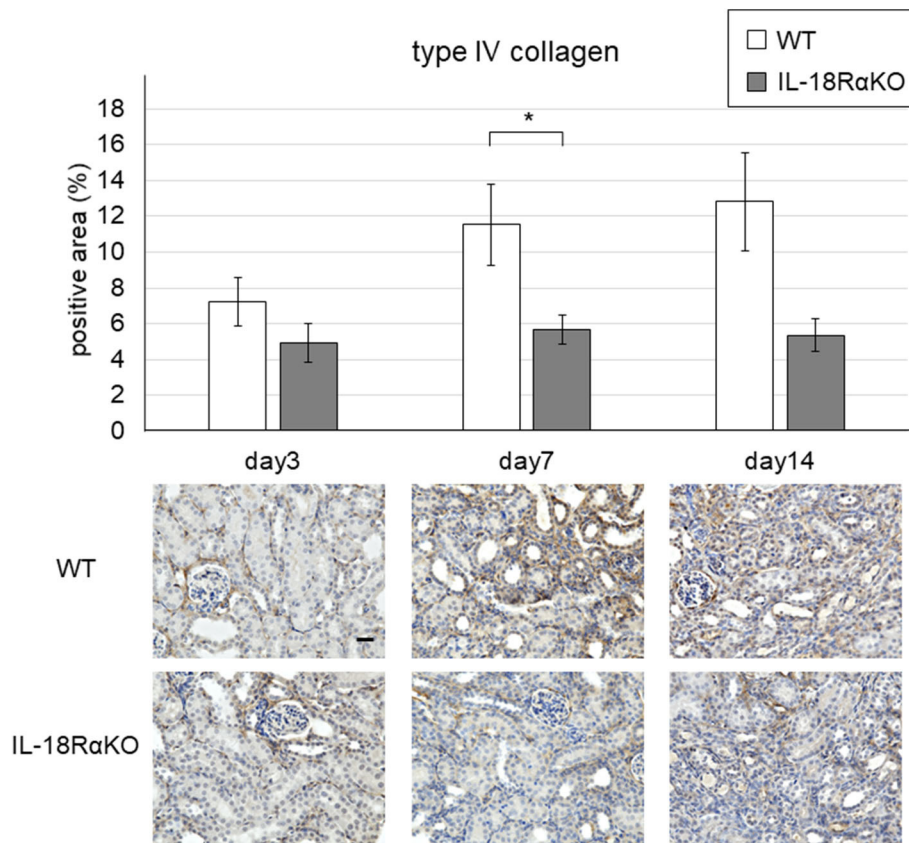 type IV collagen
WT
IL-18RαKO
positive area (%)
18
16
14
12
10
8
6
4
2
0
*
day3 day7 day14
WT
IL-18RαKO